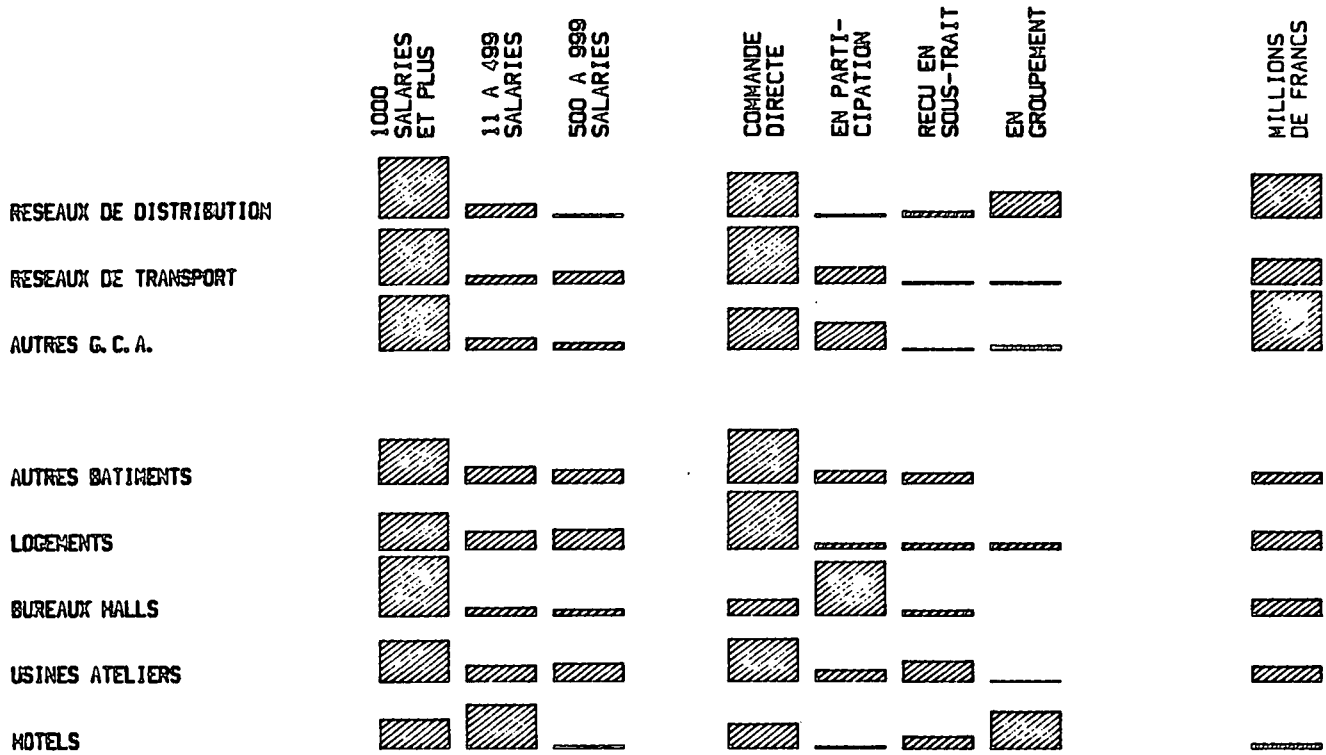 1000
SALARIES
ET PLUS
11 A 499
SALARIES
500 A 999
SALARIES
COMMANDE
DIRECTE
EN PARTI-
CIPATION
RECU EN
SOUS-TRAIT
EN
GROUPEMENT
MILLIONS
DE FRANCS
RESEAUX DE DISTRIBUTION
RESEAUX DE TRANSPORT
AUTRES G.C.A.
AUTRES BATIMENTS
LOGEMENTS
BUREAUX HALLS
USINES ATELIERS
HOTELS